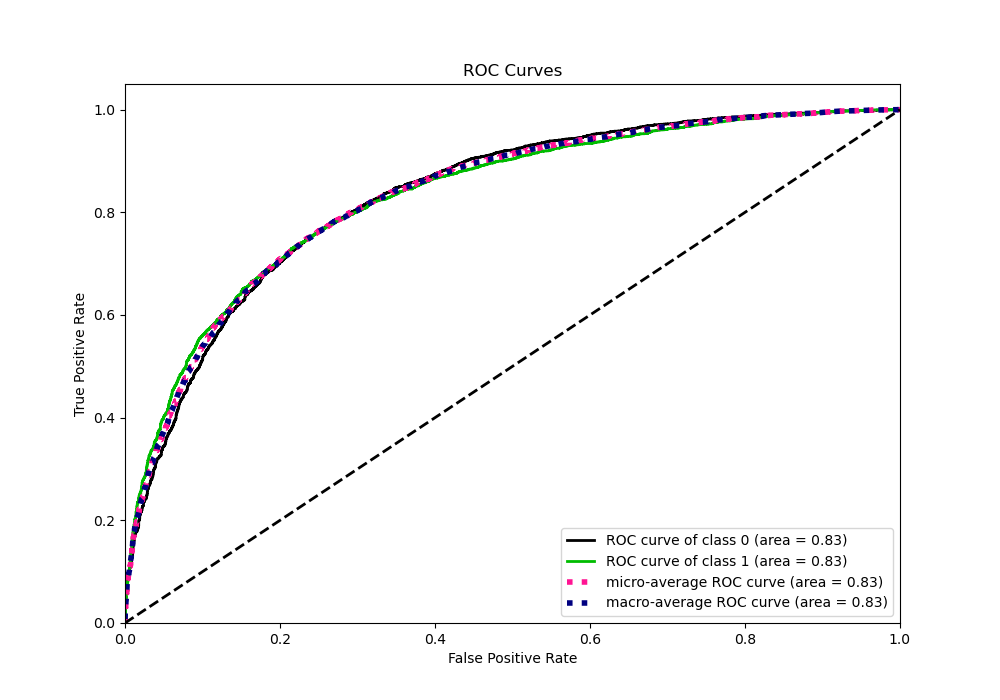 ROC Curves
True Positive Rate
1.0
0.8
0.6
0.4
0.2
0.0
ROC curve of class 0 (area = 0.83)
ROC curve of class 1 (area = 0.83)
micro-average ROC curve (area = 0.83)
macro-average ROC curve (area = 0.83)
0.0 0.2 0.4 0.6 0.8 1.0
False Positive Rate